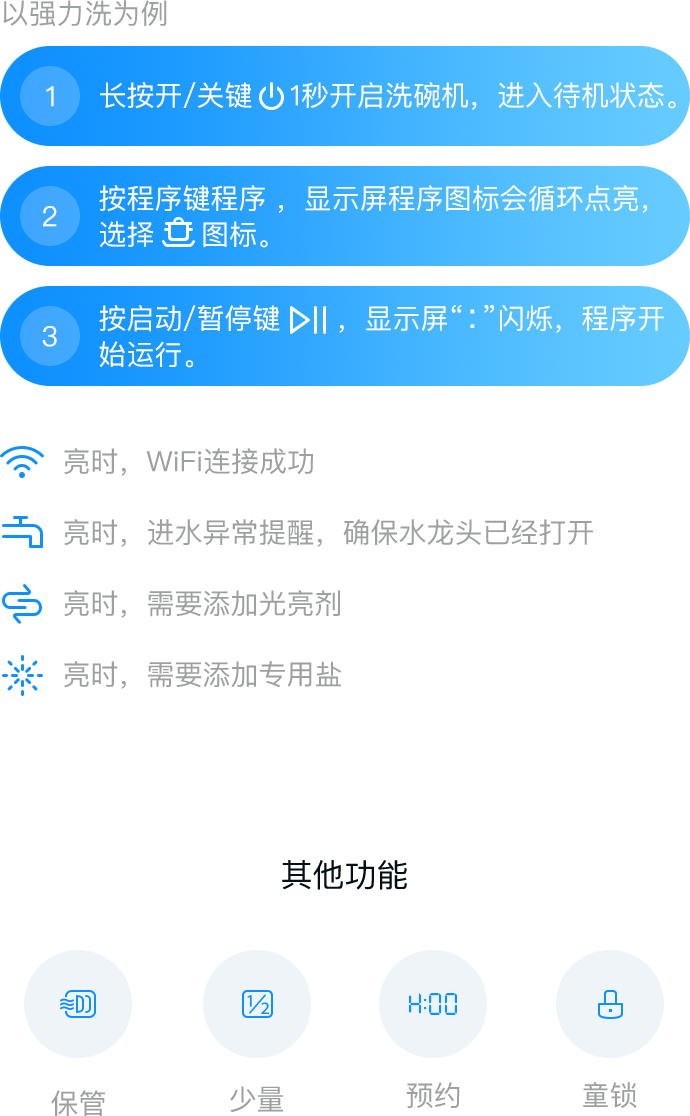 以强力洗为例
1 长按开/关键 1秒开启洗碗机，进入待机状态。
2 按程序键程序 ，显示屏程序图标会循环点亮，
选择 图标。
3 按启动/暂停键 ，显示屏“：”闪烁，程序开
始运行。
亮时，WiFi连接成功
亮时，进水异常提醒，确保水龙头已经打开
亮时，需要添加光亮剂
亮时，需要添加专用盐
其他功能
1/2 H:00
保管 少量 预约 童锁